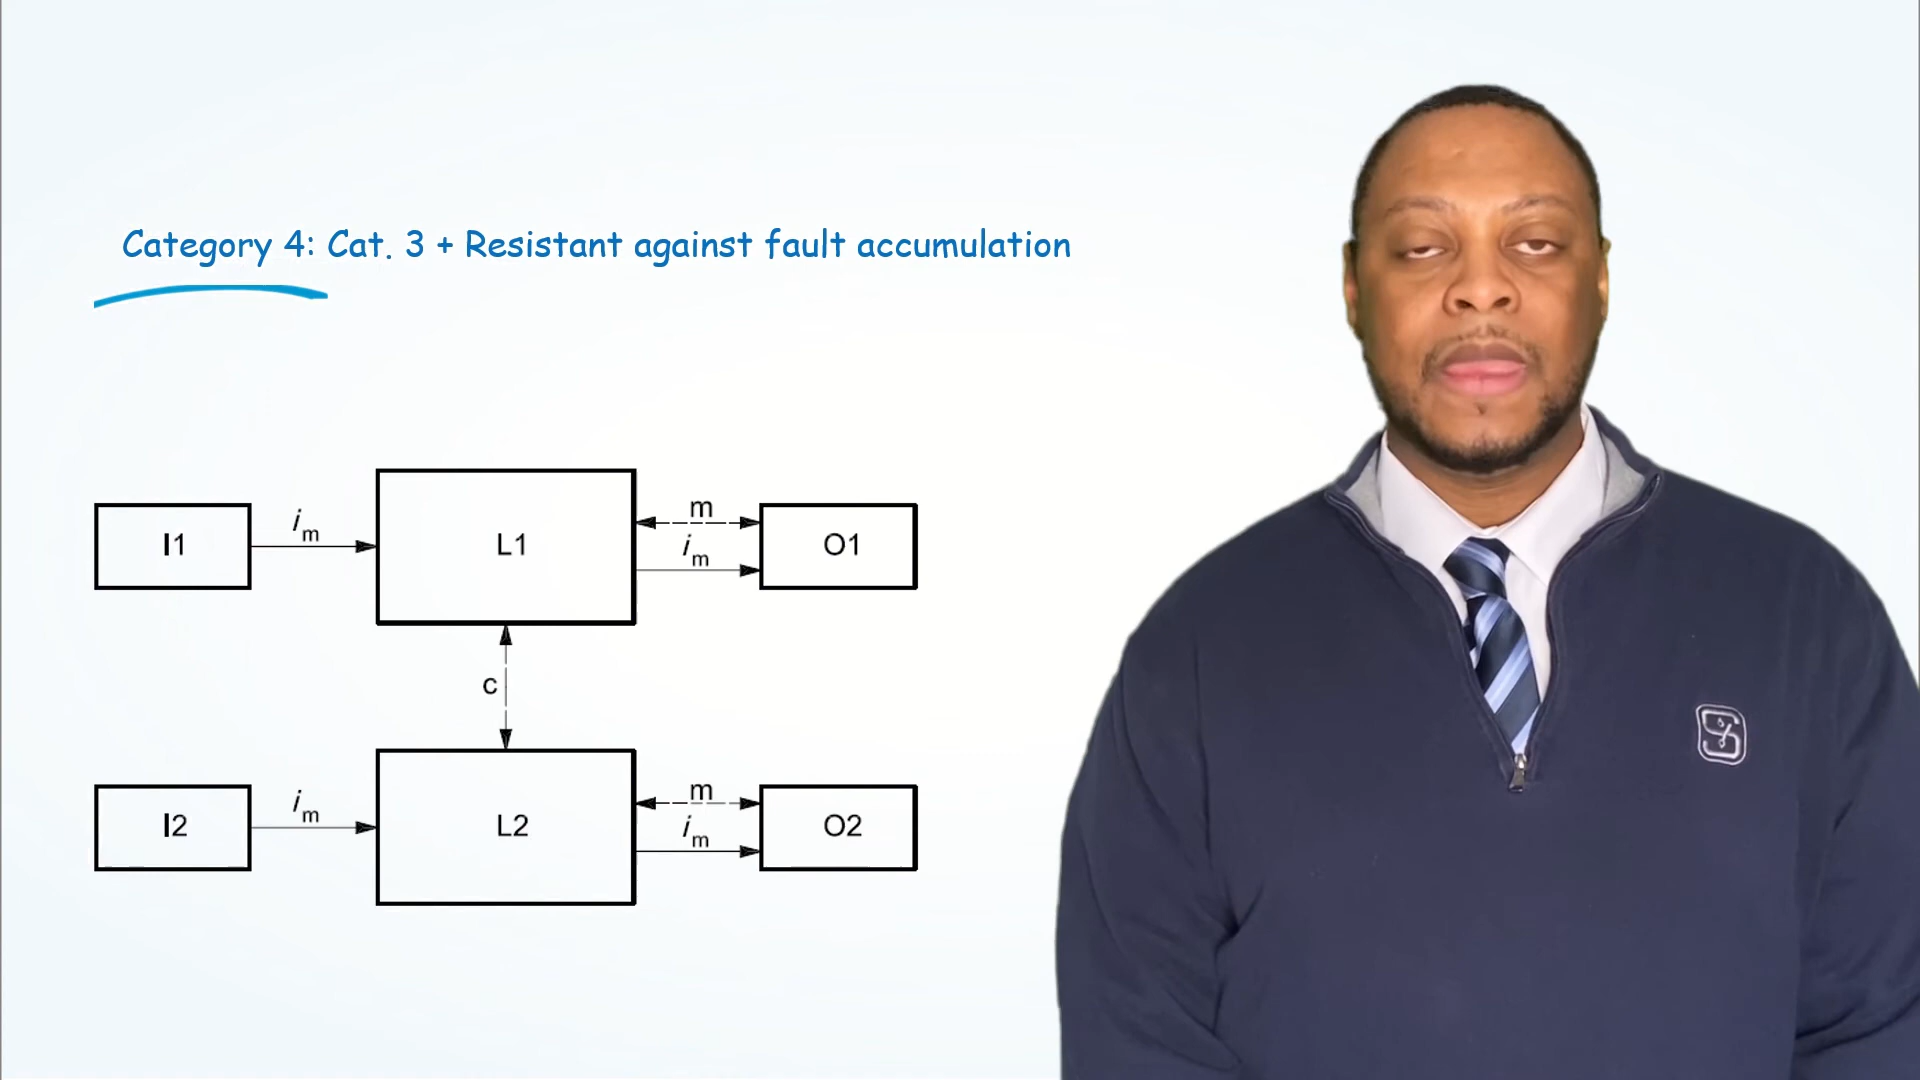 Category 4: Cat. 3 + Resistant against fault accumulation
I1
im
L1
m
im
O1
c
I2
im
L2
m
im
O2
S